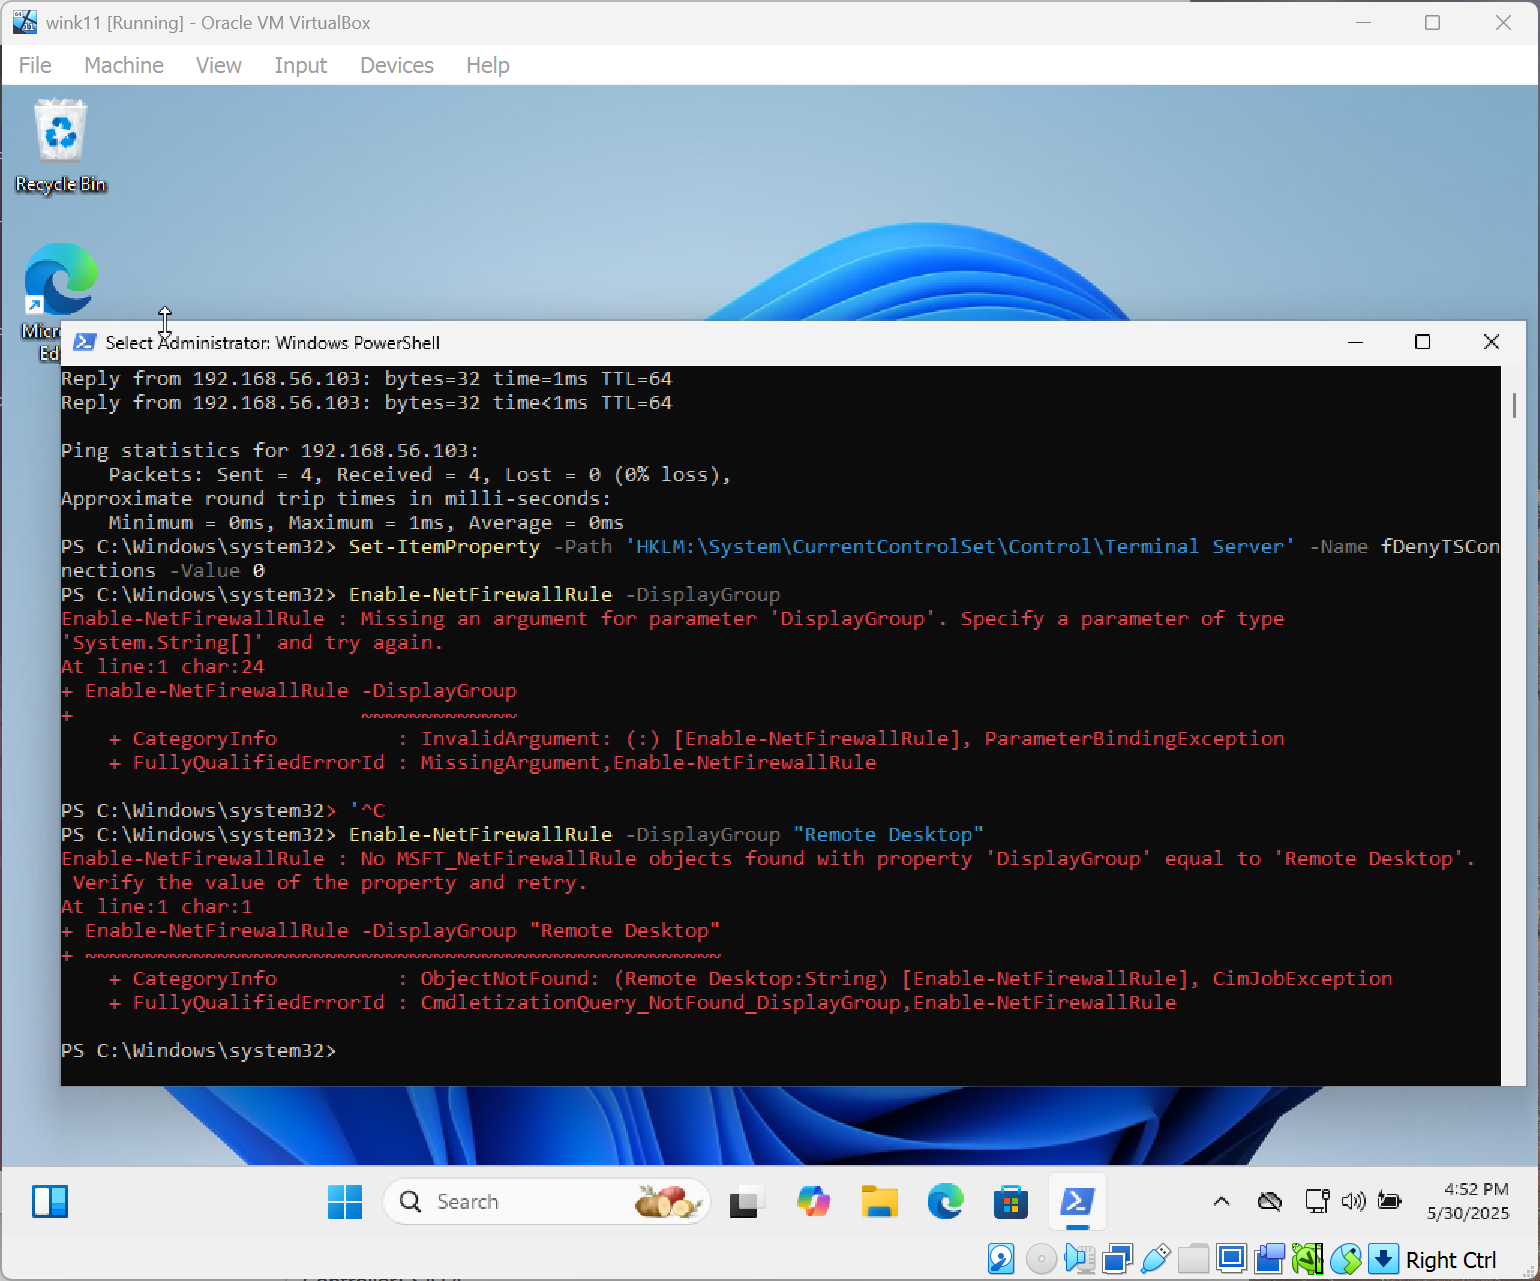 wink11 [Running] - Oracle VM VirtualBox
File Machine View Input Devices Help
Recycle Bin
Micr
Ed
Select Administrator: Windows PowerShell
Reply from 192.168.56.103: bytes=32 time=1ms TTL=64
Reply from 192.168.56.103: bytes=32 time<1ms TTL=64
Ping statistics for 192.168.56.103:
    Packets: Sent = 4, Received = 4, Lost = 0 (0% loss),
Approximate round trip times in milli-seconds:
    Minimum = 0ms, Maximum = 1ms, Average = 0ms
PS C:\Windows\system32> Set-ItemProperty -Path 'HKLM:\System\CurrentControlSet\Control\Terminal Server' -Name fDenyTSCon
nections -Value 0
PS C:\Windows\system32> Enable-NetFirewallRule -DisplayGroup
Enable-NetFirewallRule : Missing an argument for parameter 'DisplayGroup'. Specify a parameter of type
'System.String[]' and try again.
At line:1 char:24
+ Enable-NetFirewallRule -DisplayGroup
+                        ~~~~~~~~~~~~~
    + CategoryInfo          : InvalidArgument: (:) [Enable-NetFirewallRule], ParameterBindingException
    + FullyQualifiedErrorId : MissingArgument,Enable-NetFirewallRule
PS C:\Windows\system32> '^C
PS C:\Windows\system32> Enable-NetFirewallRule -DisplayGroup "Remote Desktop"
Enable-NetFirewallRule : No MSFT_NetFirewallRule objects found with property 'DisplayGroup' equal to 'Remote Desktop'.
 Verify the value of the property and retry.
At line:1 char:1
+ Enable-NetFirewallRule -DisplayGroup "Remote Desktop"
+ ~~~~~~~~~~~~~~~~~~~~~~~~~~~~~~~~~~~~~~~~~~~~~~~~~~~~~
    + CategoryInfo          : ObjectNotFound: (Remote Desktop:String) [Enable-NetFirewallRule], CimJobException
    + FullyQualifiedErrorId : CmdletizationQuery_NotFound_DisplayGroup,Enable-NetFirewallRule
PS C:\Windows\system32>
Search
4:52 PM
5/30/2025
Right Ctrl